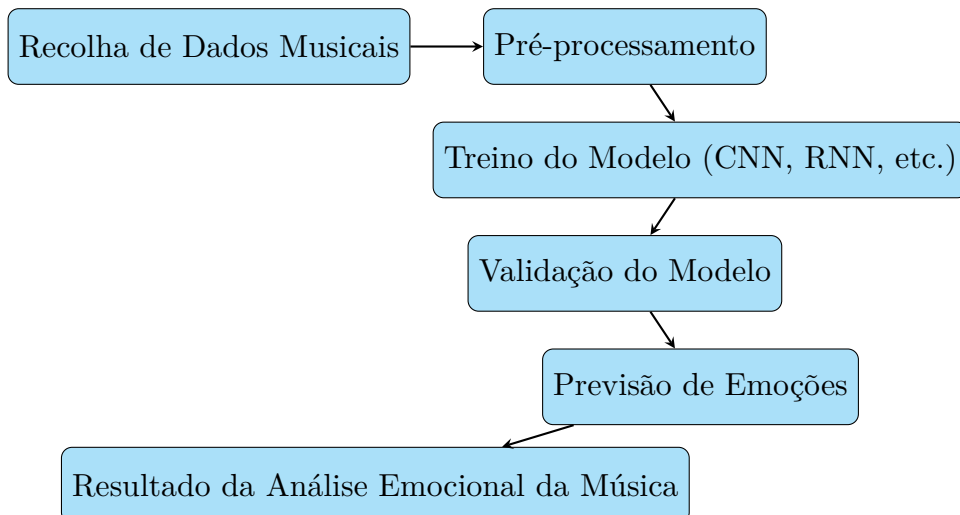 Recolha de Dados Musicais
Pré-processamento
Treino do Modelo (CNN, RNN, etc.)
Validação do Modelo
Previsão de Emoções
Resultado da Análise Emocional da Música